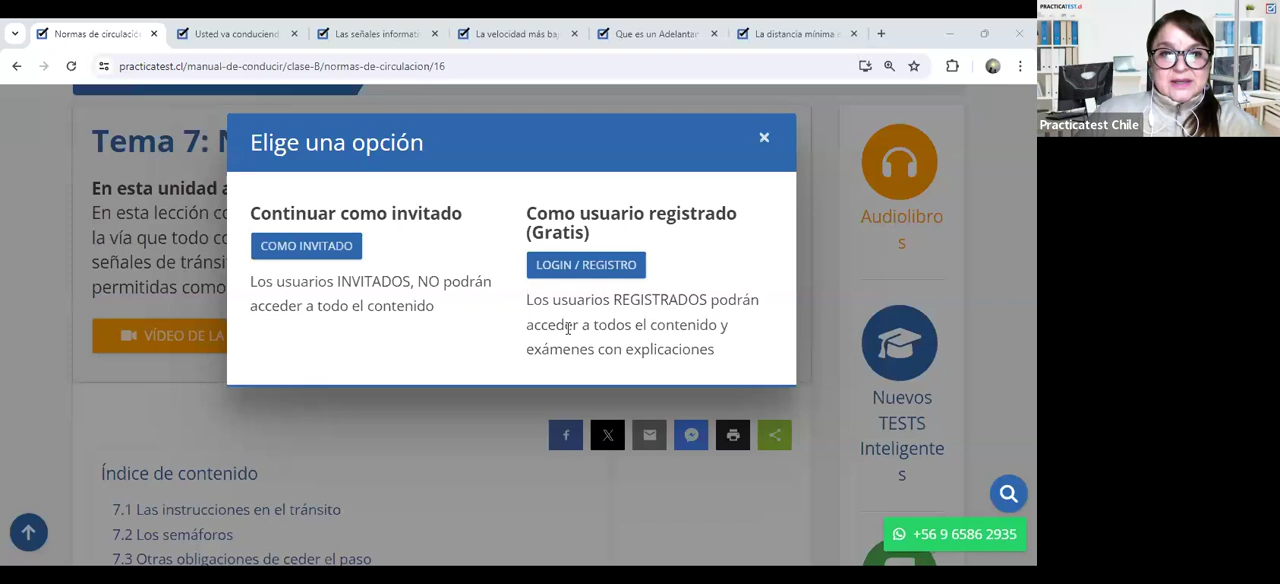 Normas de circulació
Usted va conduciend
Las señales informat
La velocidad más ba
Que es un Adelantar
La distancia mínima e
practicatest.cl/manual-de-conducir/clase-B/normas-de-circulacion/16
PRACTICATEST.cl
Practicatest Chile
Tema 7: N
En esta unidad a
En esta lección co
la vía que todo co
señales de tránsi
permitidas como
VÍDEO DE LA
Elige una opción
×
Continuar como invitado
COMO INVITADO
Los usuarios INVITADOS, NO podrán
acceder a todo el contenido
Como usuario registrado
(Gratis)
LOGIN / REGISTRO
Los usuarios REGISTRADOS podrán
acceder a todos el contenido y
exámenes con explicaciones
Audiolibro
s
Nuevos
TESTS
Inteligente
s
Índice de contenido
7.1 Las instrucciones en el tránsito
7.2 Los semáforos
7.3 Otras obligaciones de ceder el paso
+56 9 6586 2935